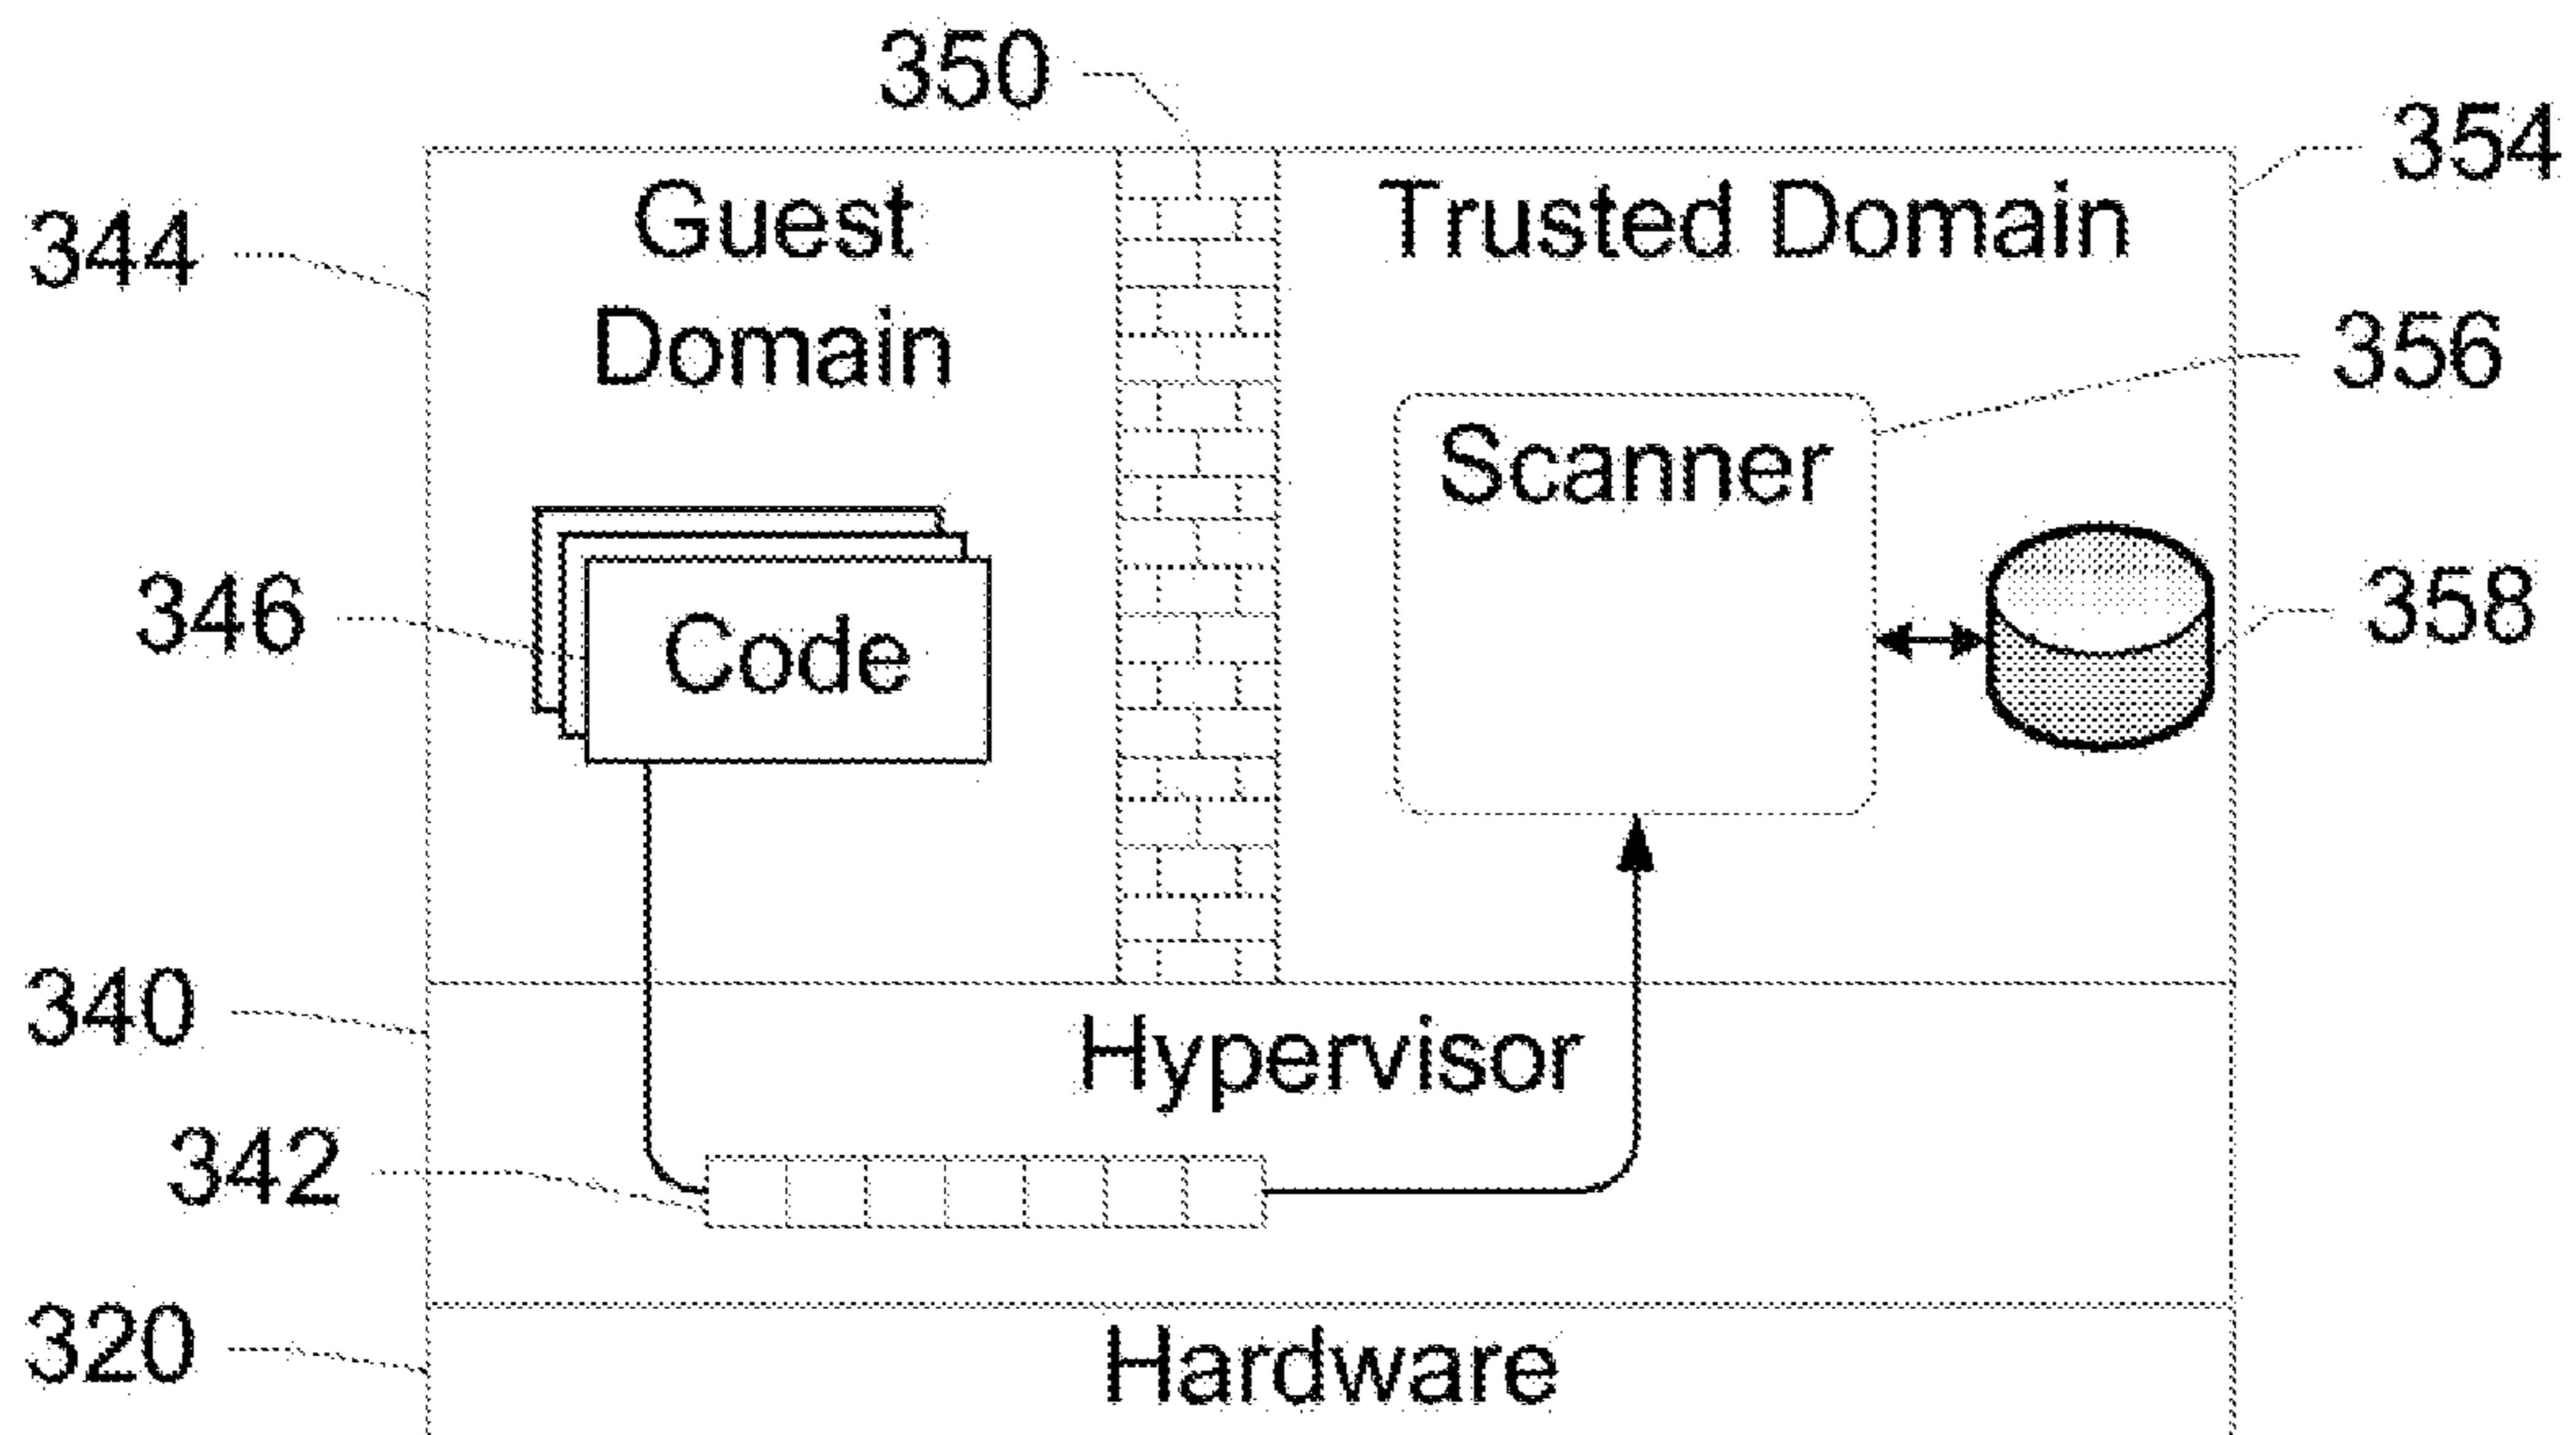 350
354
Guest
Domain
Trusted Domain
344
356
Scanner
346
Code
358
340
Hypervisor
342
320
Hardware